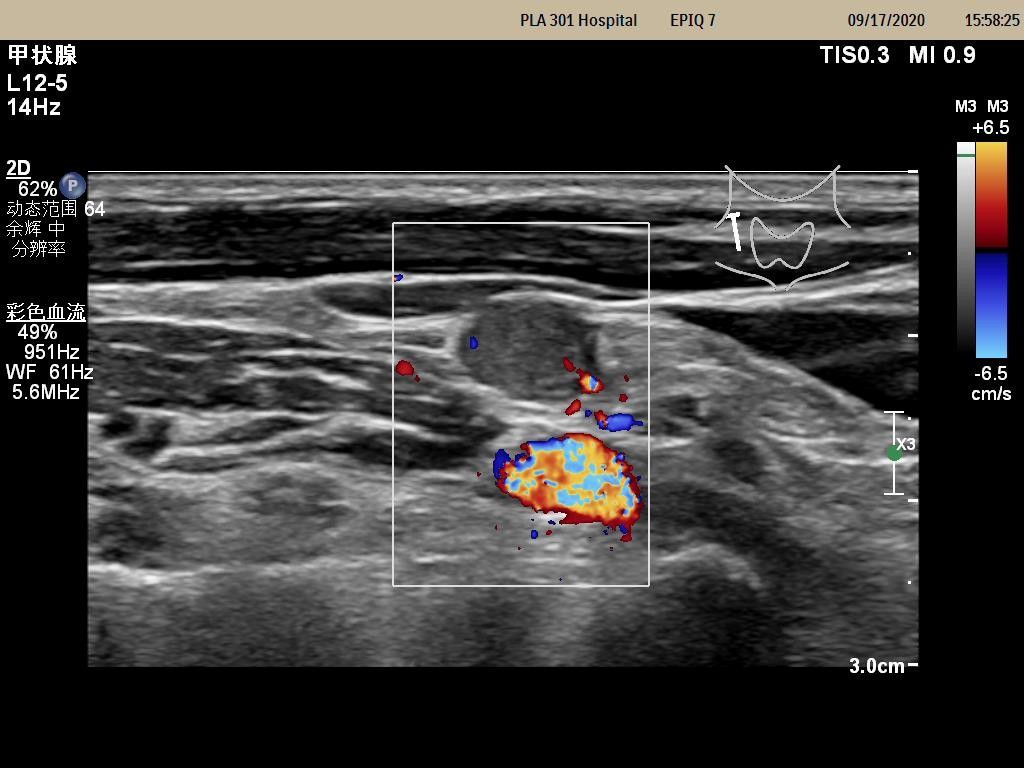 PLA 301 Hospital EPIQ 7 09/17/2020 15:58:25
甲状腺 TIS0.3 MI 0.9
L12-5
14Hz
M3 M3
+6.5
2D
62% P
动态范围 64
余辉 中
分辨率
彩色血流
49%
951Hz
WF 61Hz
5.6MHz
-6.5
cm/s
X3
3.0cm